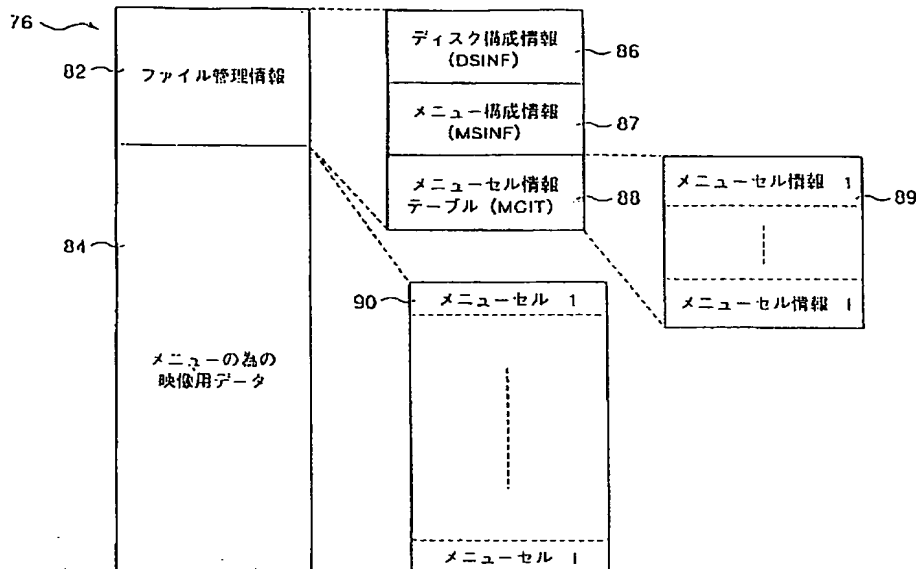 76
82
ファイル管理情報
84
メニューの為の
映像用データ
ディスク構成情報
(DSINF)
86
メニュー構成情報
(MSINF)
87
メニューセル情報
テーブル (MCIT)
88
メニューセル情報 1
89
メニューセル情報 I
90
メニューセル 1
メニューセル I